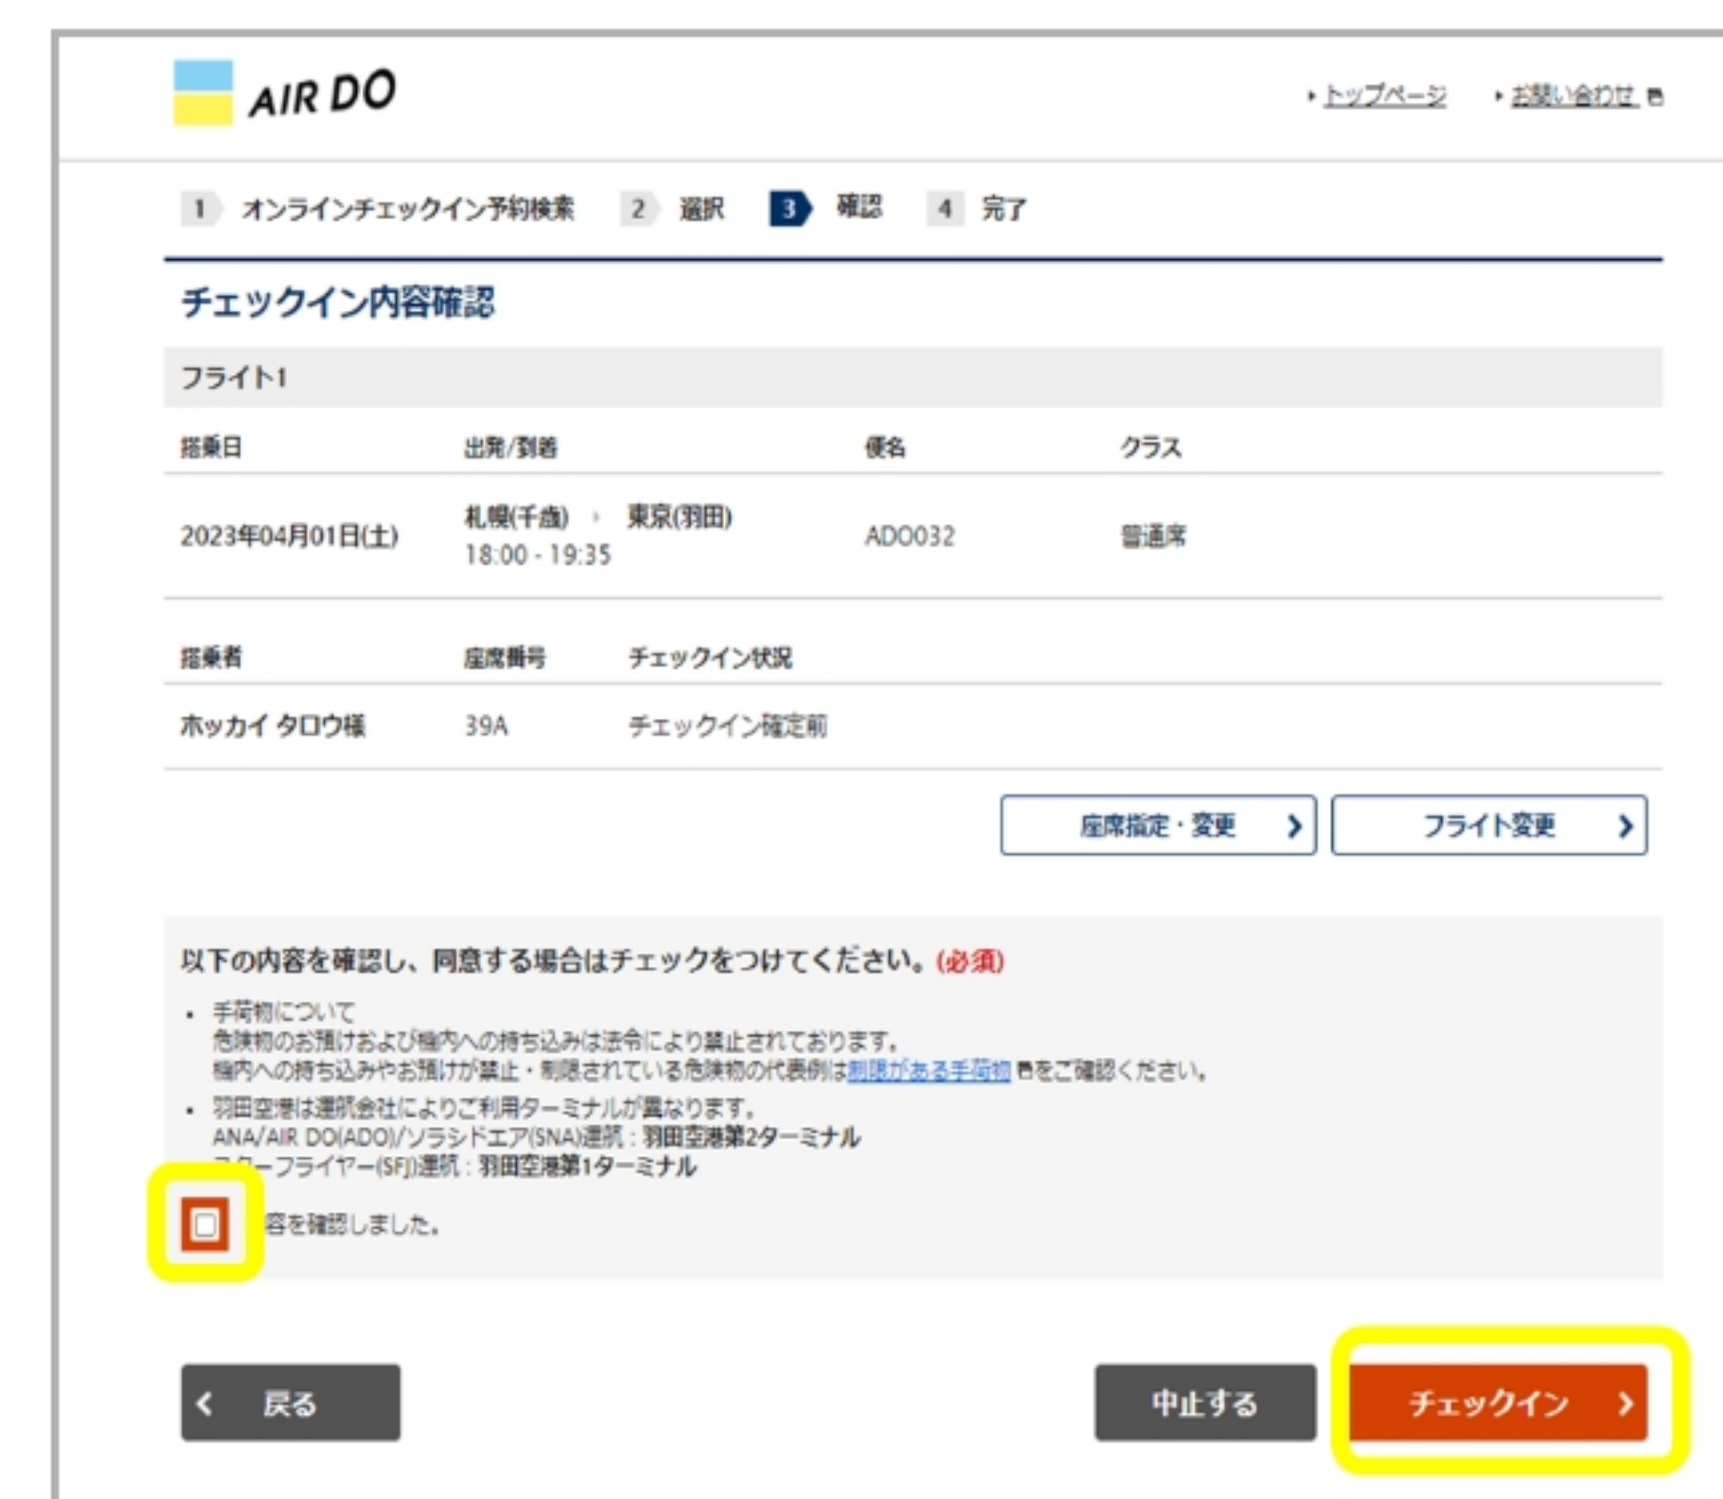 AIR DO
トップページ お問い合わせ
1 オンラインチェックイン予約検索 2 選択 3 確認 4 完了
チェックイン内容確認
フライト1
搭乗日 出発/到着 便名 クラス
2023年04月01日(土) 札幌(千歳) 東京(羽田) ADO032 普通席
18:00 - 19:35
搭乗者 座席番号 チェックイン状況
ホッカイ タロウ様 39A チェックイン確定前
座席指定・変更 フライト変更
以下の内容を確認し、同意する場合はチェックをつけてください。(必須)
・ 手荷物について
危険物のお預けおよび機内への持ち込みは法令により禁止されております。
機内への持ち込みやお預けが禁止・制限されている危険物の代表例は制限がある手荷物をご確認ください。
・ 羽田空港は運航会社によりご利用ターミナルが異なります。
ANA/AIR DO(ADO)/ソラシドエア(SNA)運航 : 羽田空港第2ターミナル
スターフライヤー(SFJ)運航 : 羽田空港第1ターミナル
容を確認しました。
戻る 中止する チェックイン